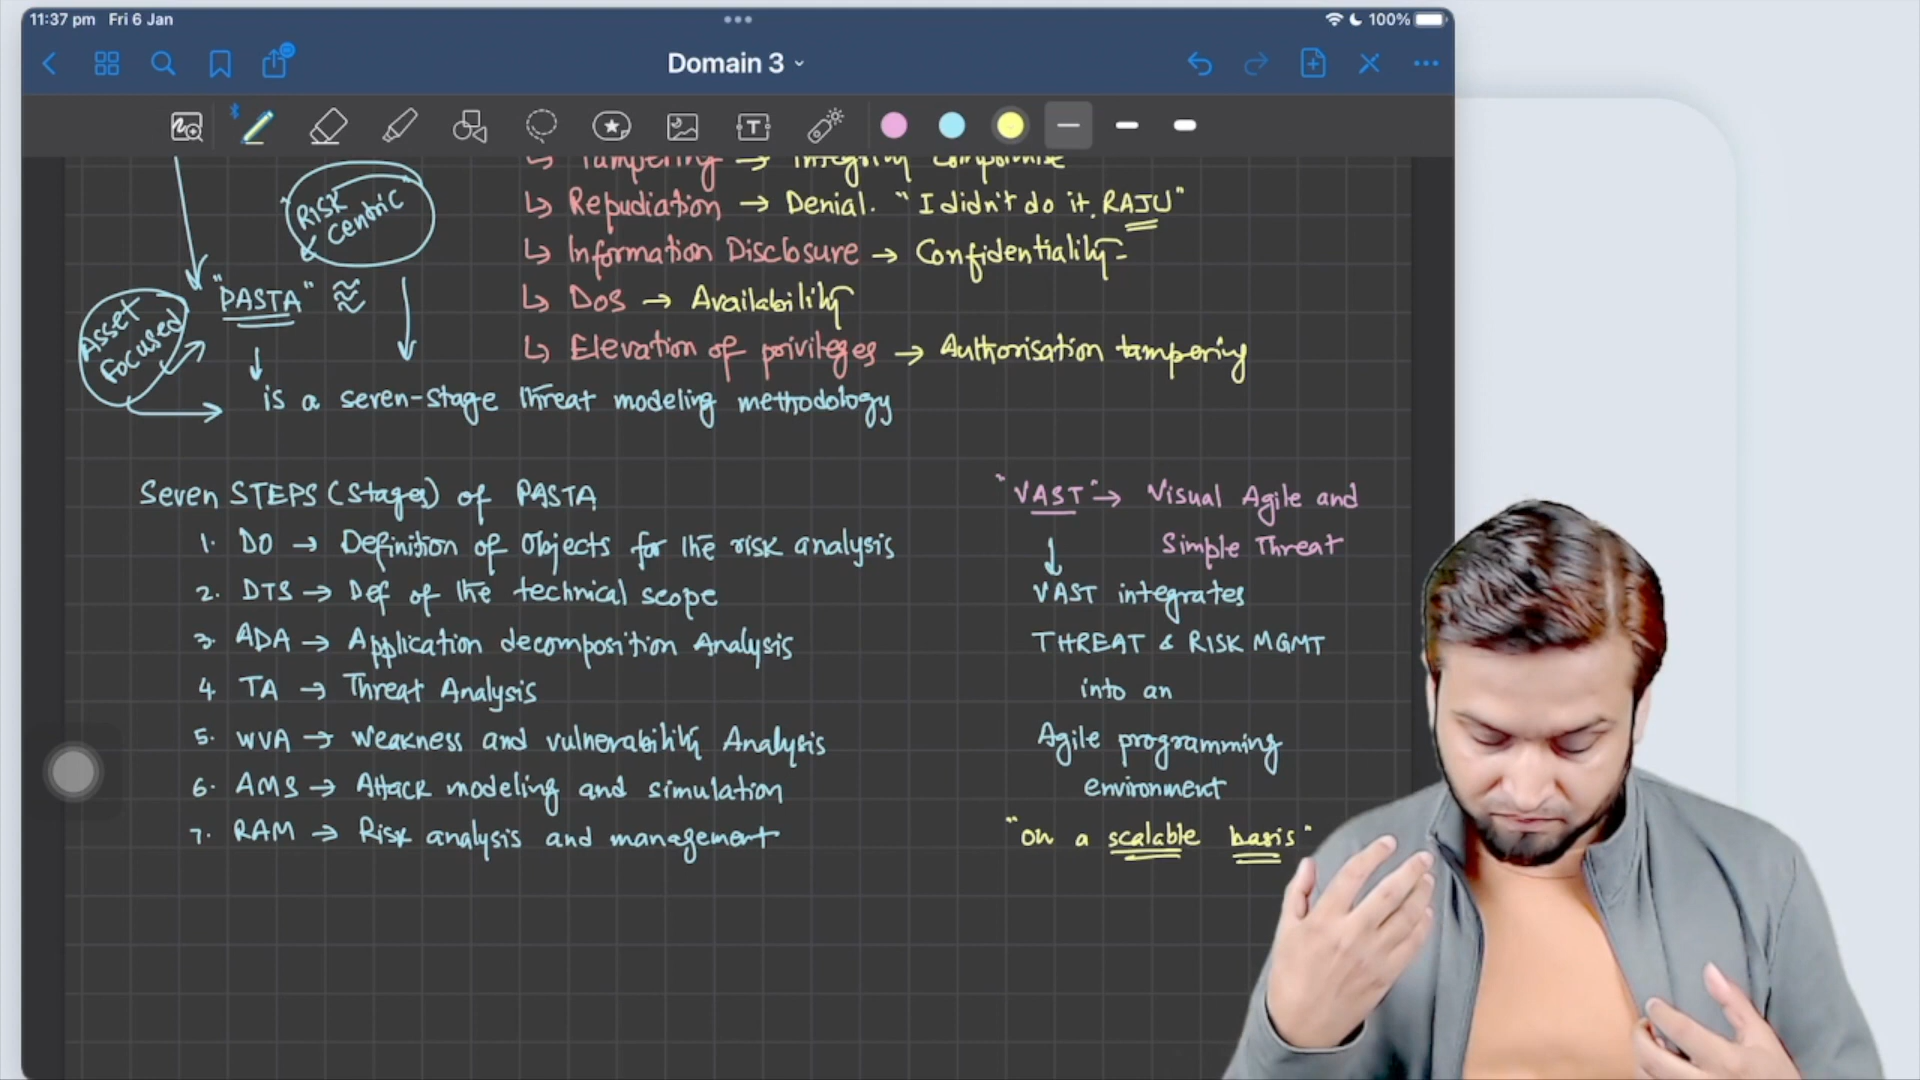 11:37 pm Fri 6 Jan
100%
Domain 3
↳ Tampering → Integrity compromise
↳ Repudiation → Denial. "I didn't do it, RAJU"
↳ Information Disclosure → Confidentiality
↳ DoS → Availability
↳ Elevation of privileges → Authorisation tampering
"Risk Centric"
"PASTA"
Asset Focused
is a seven-stage threat modeling methodology
Seven STEPS (stages) of PASTA
1. DO → Definition of Objects for the risk analysis
2. DTS → Def of the technical scope
3. ADA → Application decomposition Analysis
4. TA → Threat Analysis
5. WVA → Weakness and vulnerability Analysis
6. AMS → Attack modeling and simulation
7. RAM → Risk analysis and management
"VAST" → Visual Agile and
Simple Threat
VAST integrates
THREAT & RISK MGMT
into an
Agile programming
environment
"on a scalable basis"